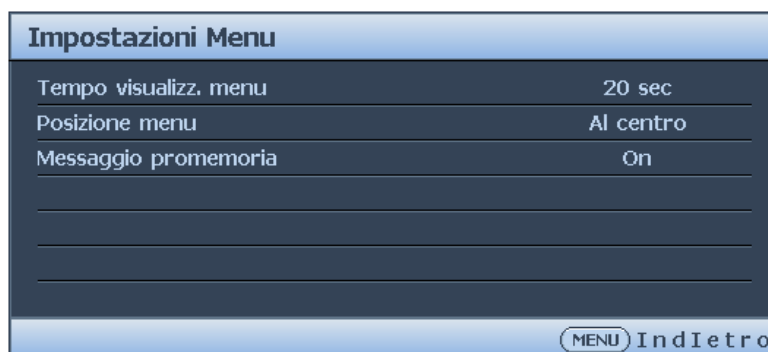 Impostazioni Menu
Tempo visualizz. menu 20 sec
Posizione menu Al centro
Messaggio promemoria On
MENU IndIetro